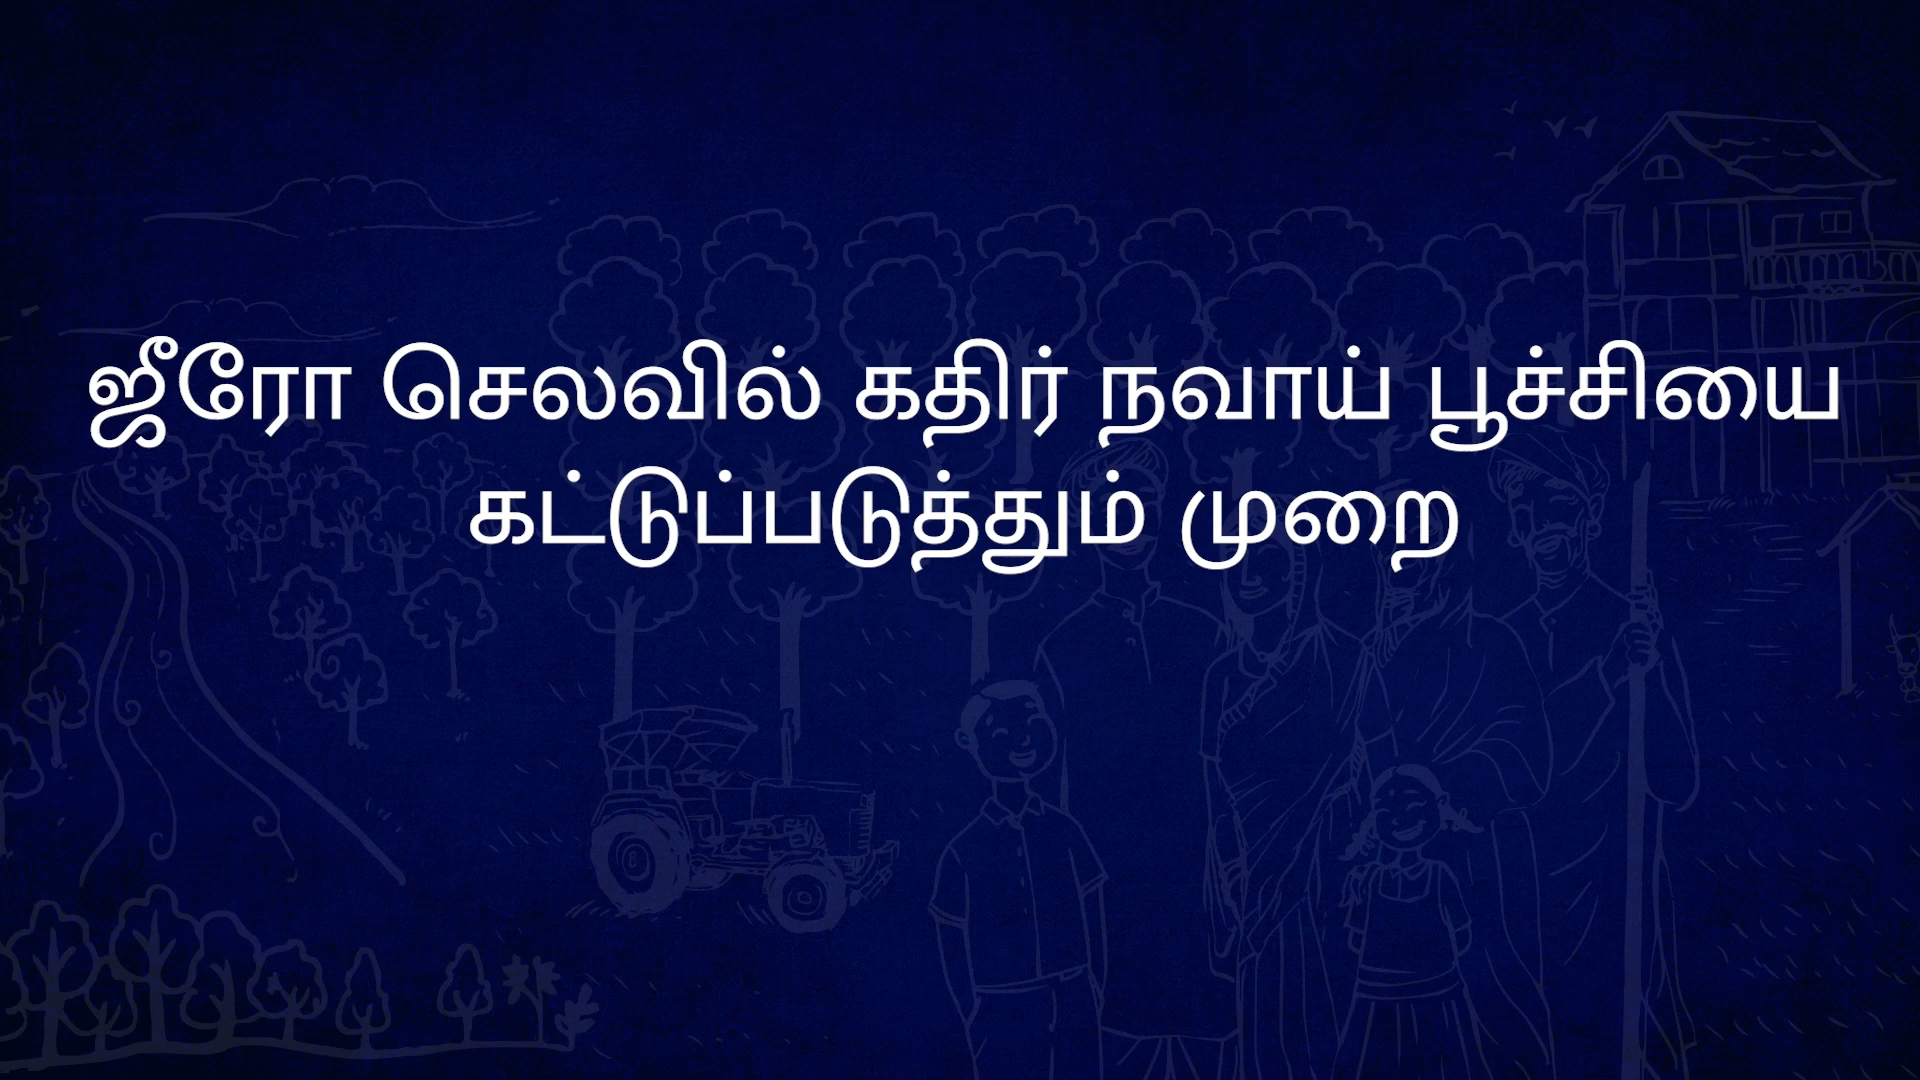 ஜீரோ செலவில் கதிர் நவாய் பூச்சியை
கட்டுப்படுத்தும் முறை